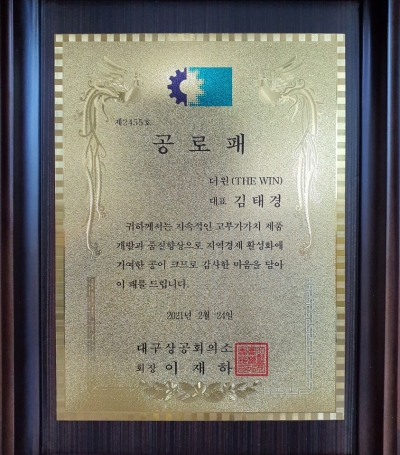 제2455호
공로패
더윈(THE WIN)
대표 김태경
귀하께서는 지속적인 고부가가치 제품
개발과 품질향상으로 지역경제 활성화에
기여한 공이 크므로 감사한 마음을 담아
이 패를 드립니다.
2021년 2월 24일
대구상공회의소
회장 이재하